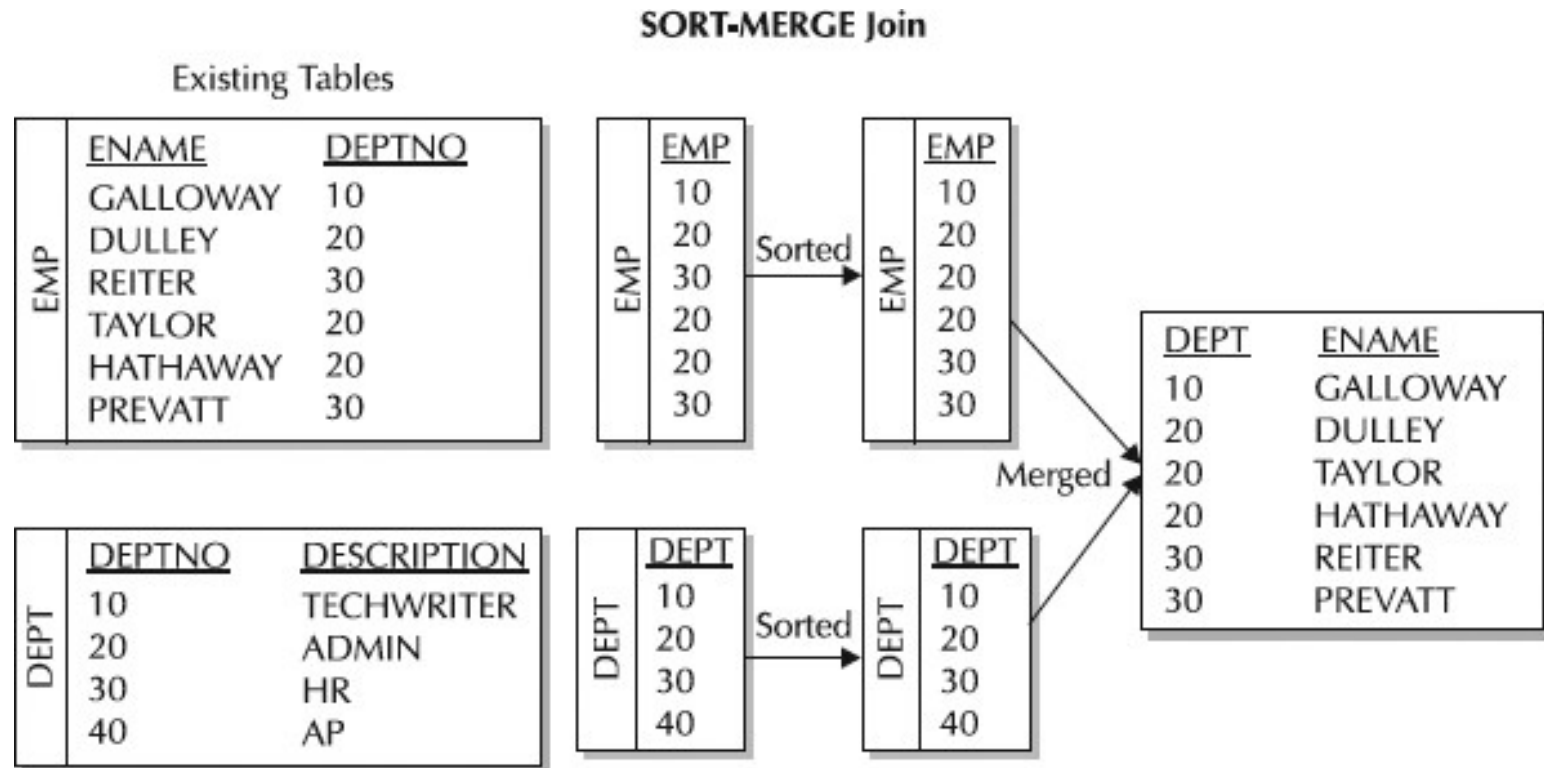 SORT-MERGE Join
Existing Tables
EMP
ENAME DEPTNO
GALLOWAY 10
DULLEY 20
REITER 30
TAYLOR 20
HATHAWAY 20
PREVATT 30
EMP
EMP
10
20
30
20
20
30
Sorted
EMP
EMP
10
20
20
20
30
30
DEPT
DEPTNO DESCRIPTION
10 TECHWRITER
20 ADMIN
30 HR
40 AP
DEPT
DEPT
10
20
30
40
Sorted
DEPT
DEPT
10
20
30
40
Merged
DEPT ENAME
10 GALLOWAY
20 DULLEY
20 TAYLOR
20 HATHAWAY
30 REITER
30 PREVATT